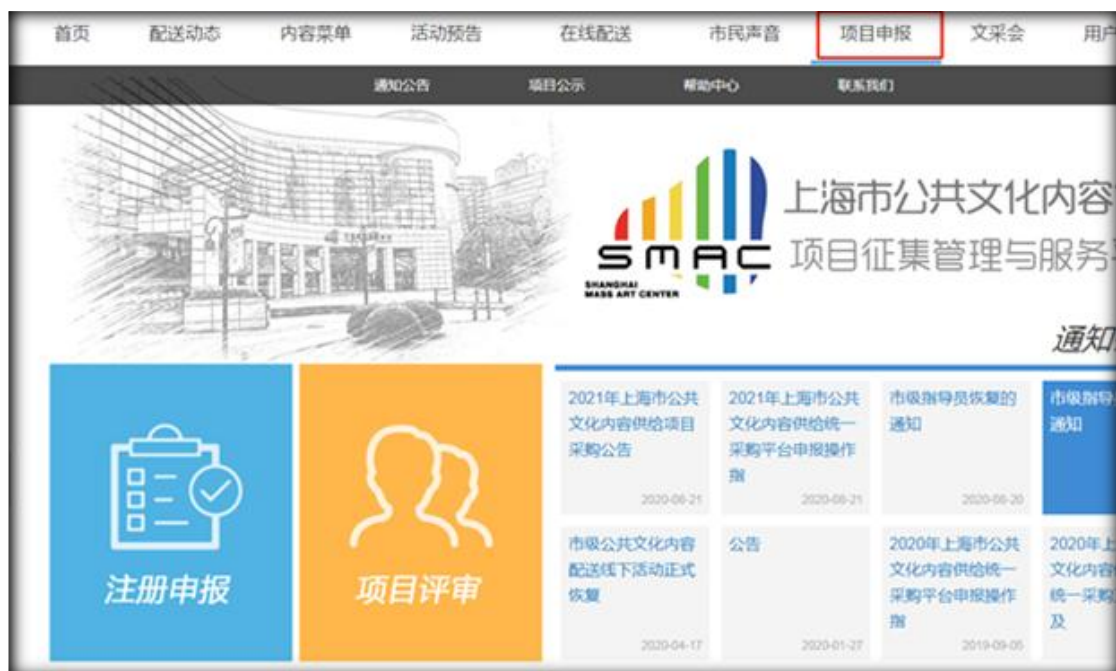 首页 配送动态 内容菜单 活动预告 在线配送 市民声音 项目申报 文采会 用户
通知公告 项目公示 帮助中心 联系我们
上海市公共文化内容
SMAC
项目征集管理与服务
SHANGHAI
MASS ART CENTER
通知
注册申报
项目评审
2021年上海市公共
文化内容供给项目
采购公告
2020-08-21
2021年上海市公共
文化内容供给统一
采购平台申报操作
指
2020-08-21
市级指导员恢复的
通知
2020-08-20
市级指导
通知
市级公共文化内容
配送线下活动正式
恢复
2020-04-17
公告
2020-01-27
2020年上海市公共
文化内容供给统一
采购平台申报操作
指
2019-09-05
2020年上
文化内容
统一采购
及